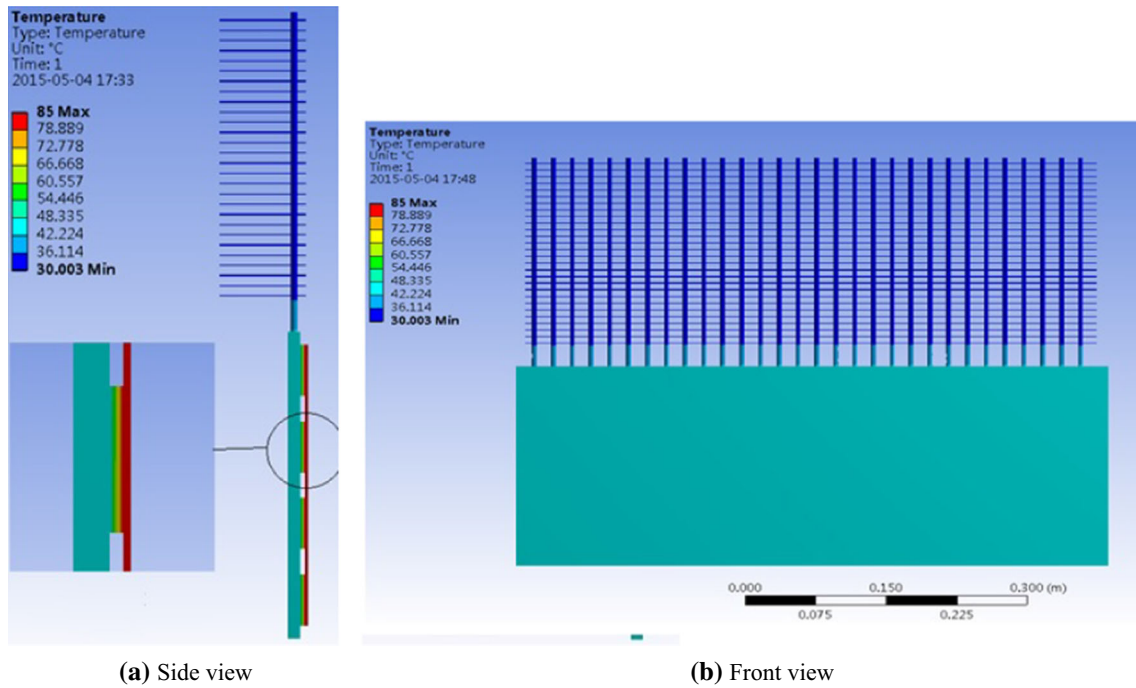 Temperature
Type: Temperature
Unit: °C
Time: 1
2015-05-04 17:33
85 Max
78.889
72.778
66.668
60.557
54.446
48.335
42.224
36.114
30.003 Min
(a) Side view
Temperature
Type: Temperature
Unit: °C
Time: 1
2015-05-04 17:48
85 Max
78.889
72.778
66.668
60.557
54.446
48.335
42.224
36.114
30.003 Min
0.000 0.150 0.300 (m)
0.075 0.225
(b) Front view